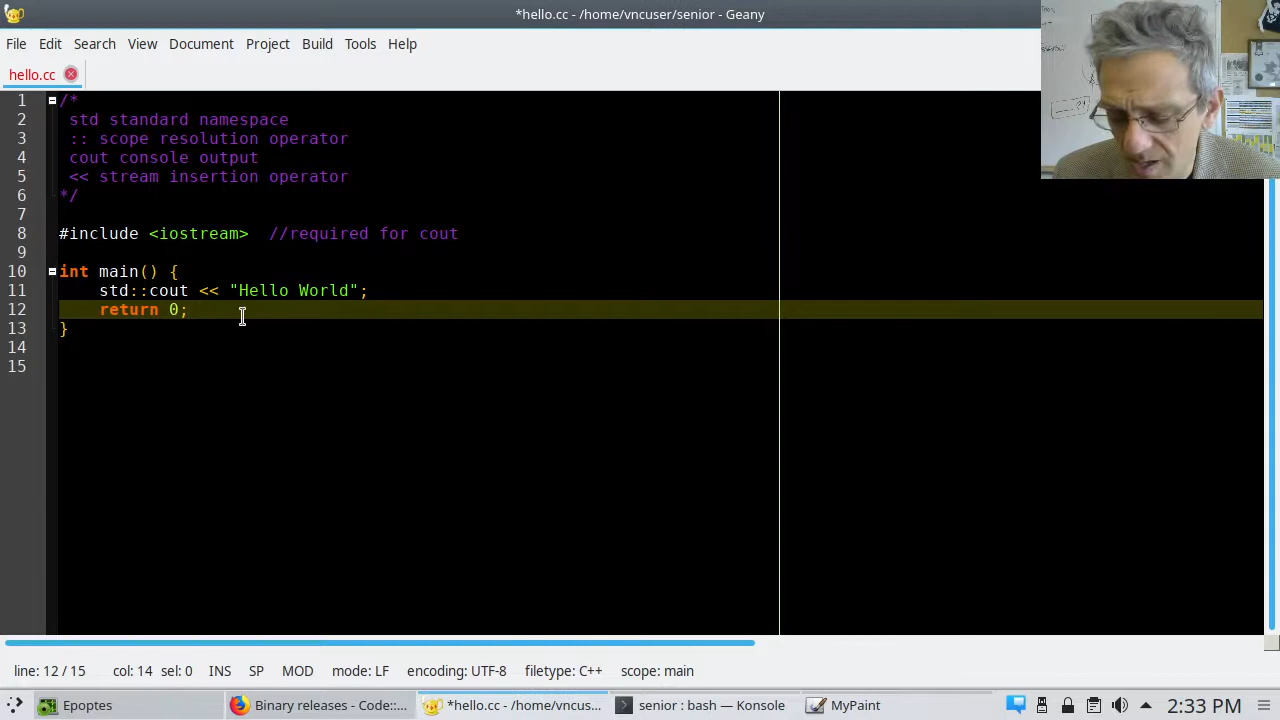 *hello.cc - /home/vncuser/senior - Geany
File Edit Search View Document Project Build Tools Help
hello.cc
1 /*
2 std standard namespace
3 :: scope resolution operator
4 cout console output
5 << stream insertion operator
6 */
7
8 #include <iostream>  //required for cout
9
10 int main() {
11     std::cout << "Hello World";
12     return 0;
13 }
14
15
line: 12 / 15 col: 14 sel: 0 INS SP MOD mode: LF encoding: UTF-8 filetype: C++ scope: main
Epoptes Binary releases - Code::... *hello.cc - /home/vncus... senior : bash — Konsole MyPaint 2:33 PM